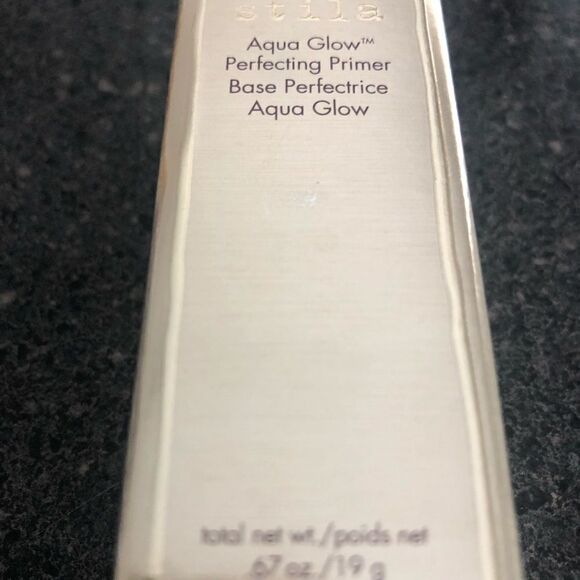 stila
Aqua Glow™
Perfecting Primer
Base Perfectrice
Aqua Glow
total net wt./poids net
.67 oz./19 g